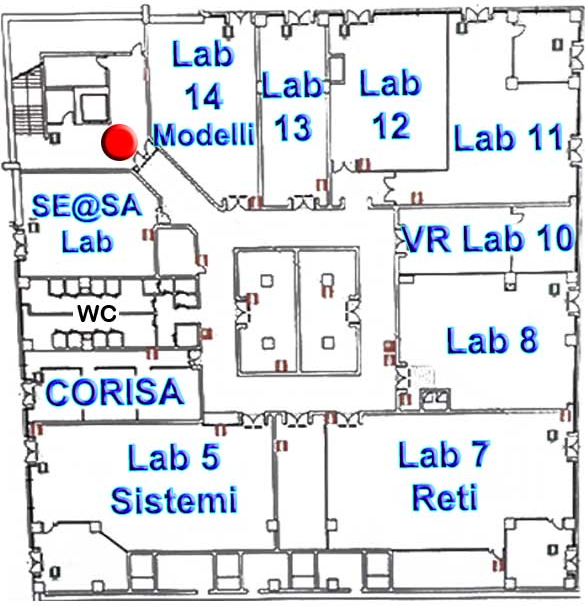 Lab
14
Modelli
Lab
13
Lab
12
Lab 11
SE@SA
Lab
VR Lab 10
WC
Lab 8
CORISA
Lab 5
Sistemi
Lab 7
Reti